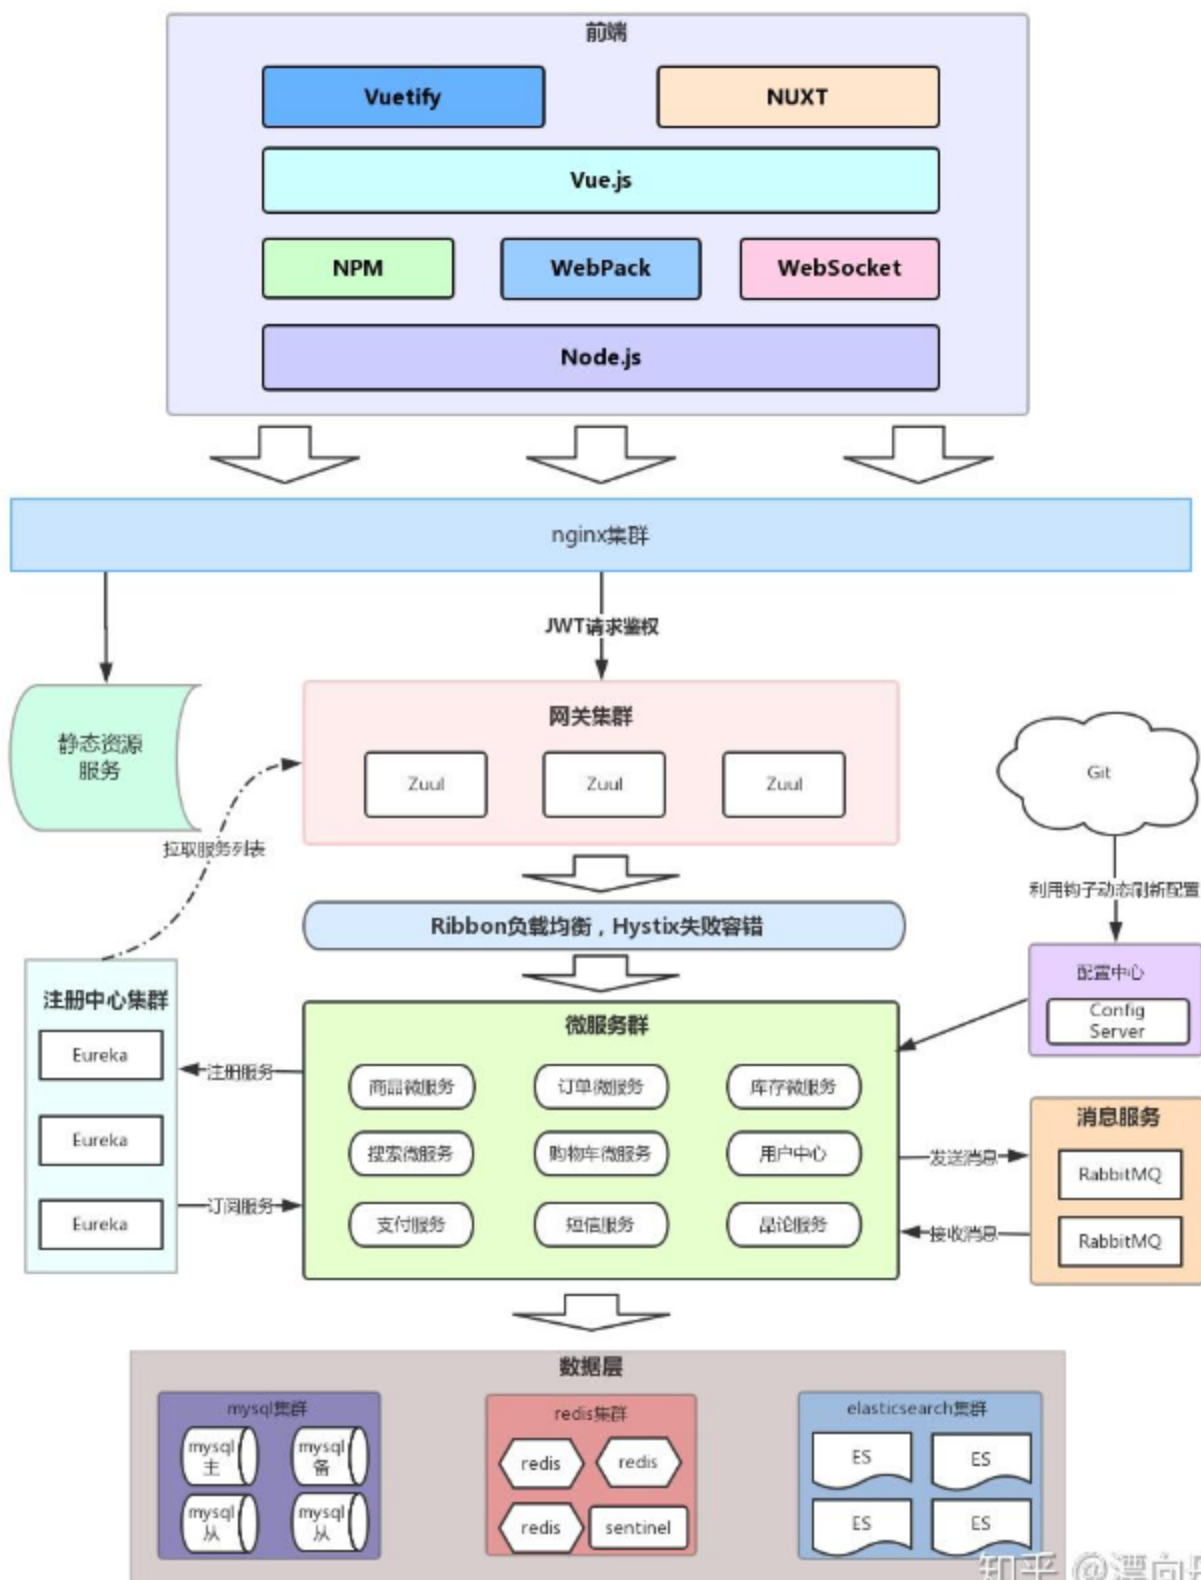 前端
Vuetify
NUXT
Vue.js
NPM
WebPack
WebSocket
Node.js
nginx集群
JWT请求鉴权
静态资源
服务
网关集群
Zuul
Zuul
Zuul
Git
拉取服务列表
利用钩子动态刷新配置
Ribbon负载均衡，Hystix失败容错
注册中心集群
Eureka
Eureka
Eureka
注册服务
订阅服务
微服务群
商品微服务
订单微服务
库存微服务
搜索微服务
购物车微服务
用户中心
支付服务
短信服务
评论服务
配置中心
Config
Server
消息服务
RabbitMQ
RabbitMQ
发送消息
接收消息
数据层
mysql集群
mysql
主
mysql
备
mysql
从
mysql
从
redis集群
redis
redis
redis
sentinel
elasticsearch集群
ES
ES
ES
ES
知乎 @漂向